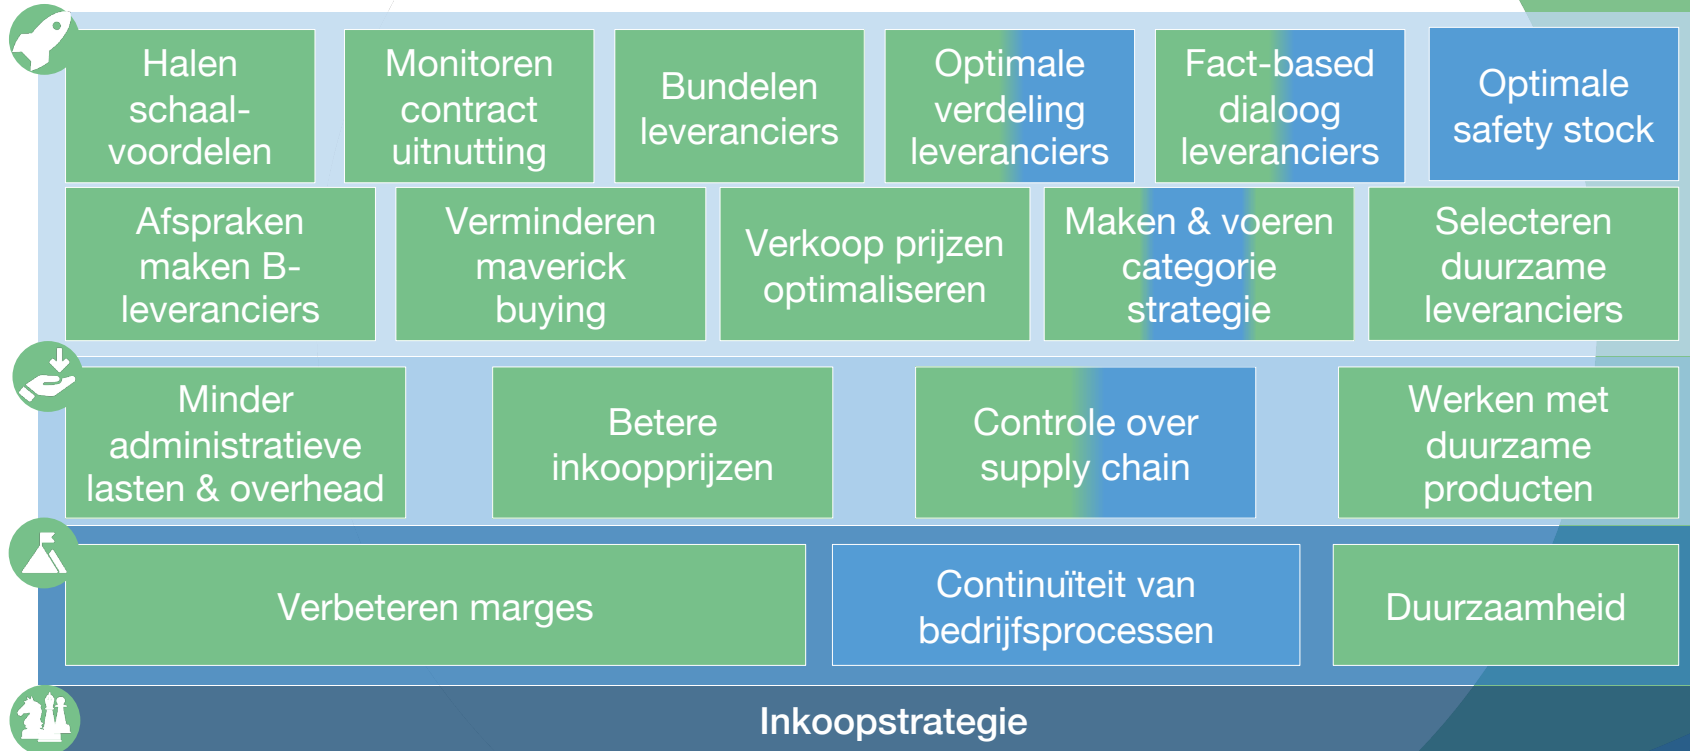 Halen
schaal-
voordelen
Monitoren
contract
uitnutting
Bundelen
leveranciers
Optimale
verdeling
leveranciers
Fact-based
dialoog
leveranciers
Optimale
safety stock
Afspraken
maken B-
leveranciers
Verminderen
maverick
buying
Verkoop prijzen
optimaliseren
Maken & voeren
categorie
strategie
Selecteren
duurzame
leveranciers
Minder
administratieve
lasten & overhead
Betere
inkoopprijzen
Controle over
supply chain
Werken met
duurzame
producten
Verbeteren marges
Continuïteit van
bedrijfsprocessen
Duurzaamheid
Inkoopstrategie